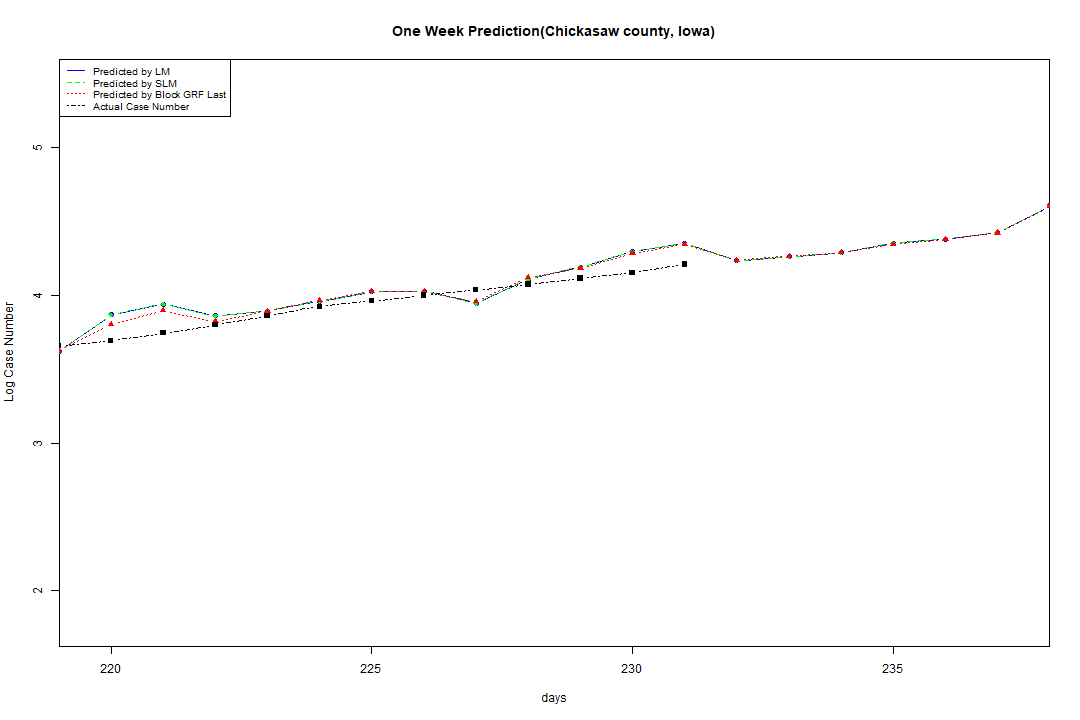 One Week Prediction(Chickasaw county, Iowa)
Predicted by LM
Predicted by SLM
Predicted by Block GRF Last
Actual Case Number
5
4
3
2
Log Case Number
220 225 230 235
days